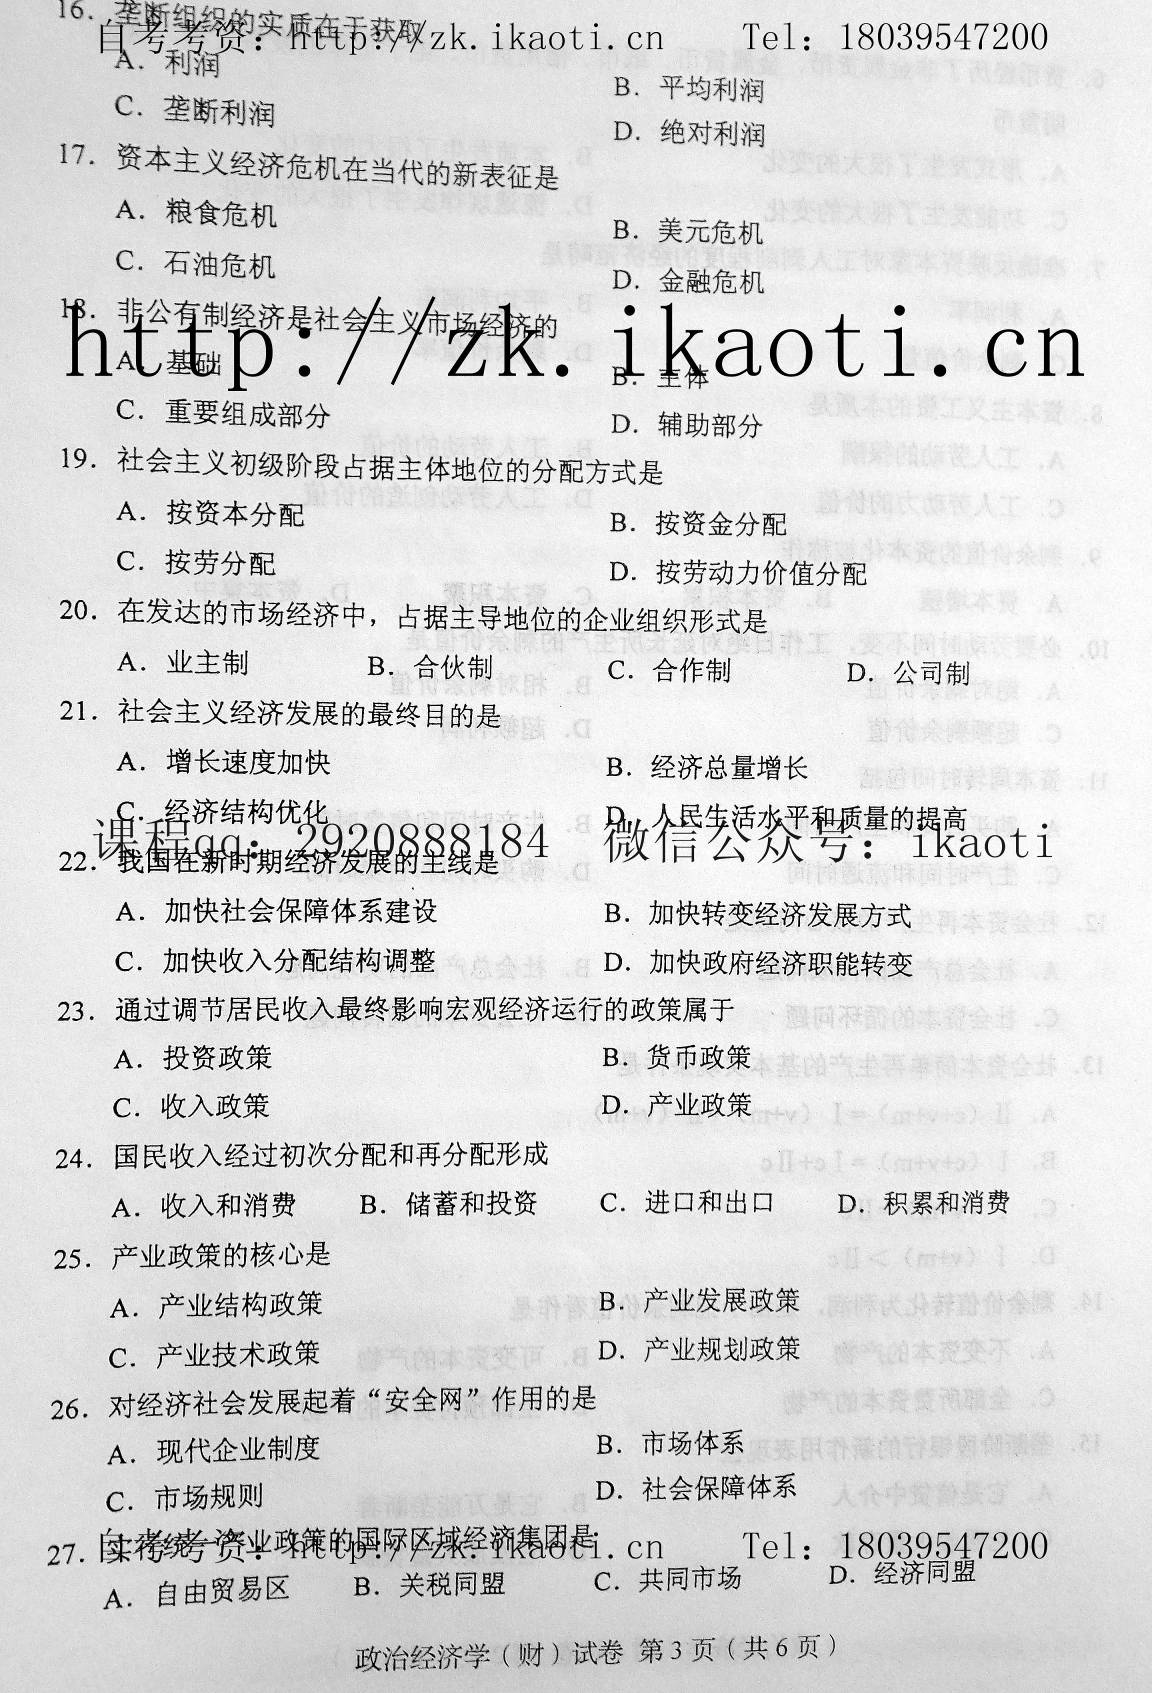 16．垄断组织的实质在于获取
自考考资：http://zk.ikaoti.cn Tel：18039547200
A．利润
B．平均利润
C．垄断利润
D．绝对利润
17．资本主义经济危机在当代的新表征是
A．粮食危机
B．美元危机
C．石油危机
D．金融危机
18．非公有制经济是社会主义市场经济的
http://zk.ikaoti.cn
A．基础
B．主体
C．重要组成部分
D．辅助部分
19．社会主义初级阶段占据主体地位的分配方式是
A．按资本分配
B．按资金分配
C．按劳分配
D．按劳动力价值分配
20．在发达的市场经济中，占据主导地位的企业组织形式是
A．业主制 B．合伙制 C．合作制 D．公司制
21．社会主义经济发展的最终目的是
A．增长速度加快
B．经济总量增长
C．经济结构优化
D．人民生活水平和质量的提高
课程qq：2920888184 微信公众号：ikaoti
22．我国在新时期经济发展的主线是
A．加快社会保障体系建设 B．加快转变经济发展方式
C．加快收入分配结构调整 D．加快政府经济职能转变
23．通过调节居民收入最终影响宏观经济运行的政策属于
A．投资政策 B．货币政策
C．收入政策 D．产业政策
24．国民收入经过初次分配和再分配形成
A．收入和消费 B．储蓄和投资 C．进口和出口 D．积累和消费
25．产业政策的核心是
A．产业结构政策 B．产业发展政策
C．产业技术政策 D．产业规划政策
26．对经济社会发展起着“安全网”作用的是
A．现代企业制度 B．市场体系
C．市场规则 D．社会保障体系
27．实行统一产业政策的国际区域经济集团是
自考考资：http://zk.ikaoti.cn Tel：18039547200
A．自由贸易区 B．关税同盟 C．共同市场 D．经济同盟
政治经济学（财）试卷 第3页（共6页）